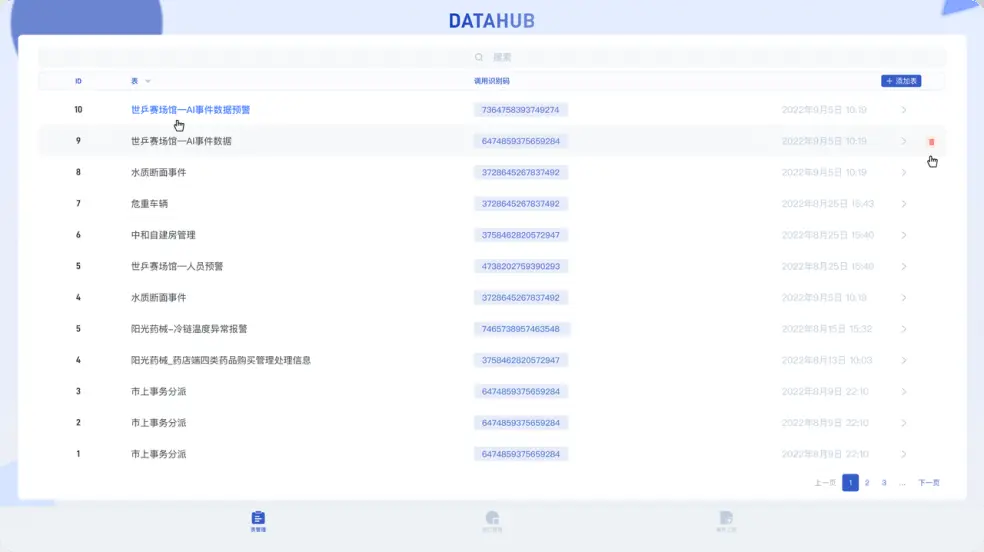 DATAHUB
搜索
ID 表 调用识别码 + 添加表
10 世乒赛场馆—AI事件数据预警 7364758393749274 2022年9月5日 10:19
9 世乒赛场馆—AI事件数据 6474859375659284 2022年9月5日 10:19
8 水质断面事件 3728645267837492 2022年9月5日 10:19
7 危重车辆 3728645267837492 2022年8月25日 15:43
6 中和自建房管理 3758462820572947 2022年8月25日 15:40
5 世乒赛场馆—人员预警 4738202759390293 2022年8月25日 15:40
4 水质断面事件 3728645267837492 2022年9月5日 10:19
5 阳光药械-冷链温度异常报警 7465738957463548 2022年8月15日 15:32
4 阳光药械_药店端四类药品购买管理处理信息 3758462820572947 2022年8月13日 10:03
3 市上事务分派 6474859375659284 2022年8月9日 22:10
2 市上事务分派 6474859375659284 2022年8月9日 22:10
1 市上事务分派 6474859375659284 2022年8月9日 22:10
上一页 1 2 3 ... 下一页
表管理